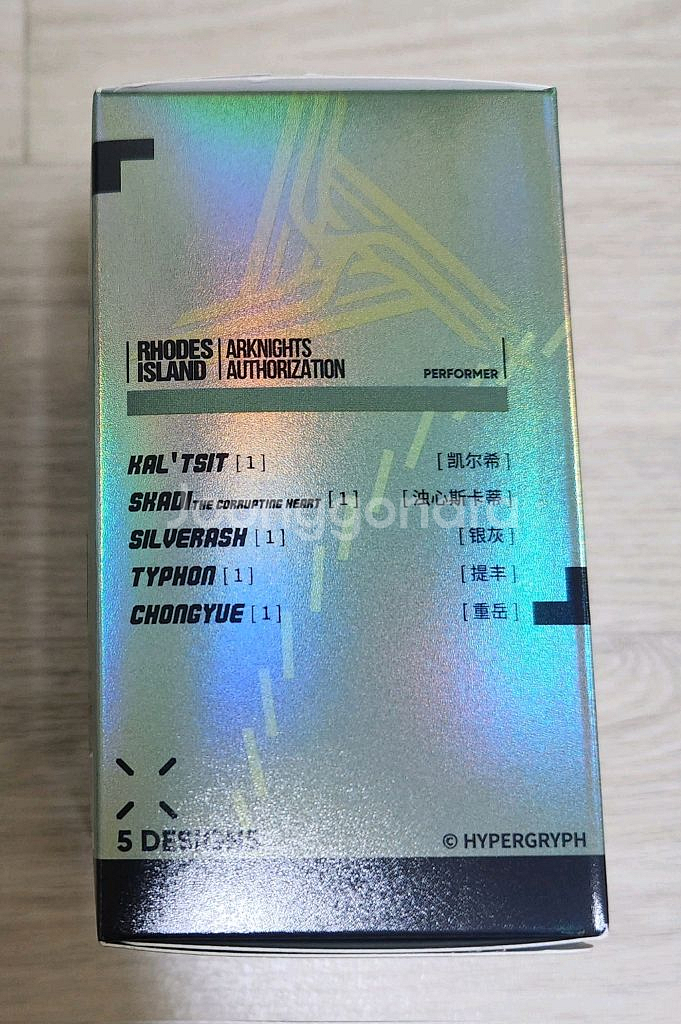 RHODES ISLAND | ARKNIGHTS AUTHORIZATION
PERFORMER
KAL'TSIT [1] [凯尔希]
SKADI THE CORRUPTING HEART [1] [浊心斯卡蒂]
SILVERASH [1] [银灰]
TYPHON [1] [提丰]
CHONGYUE [1] [重岳]
Joonggonara
5 DESIGNS
© HYPERGRYPH